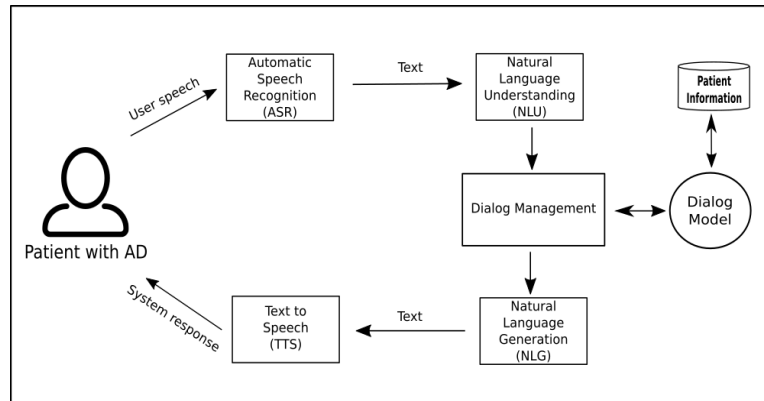 User speech
Automatic
Speech
Recognition
(ASR)
Text
Natural
Language
Understanding
(NLU)
Patient
Information
Dialog Management
Dialog
Model
Patient with AD
System response
Text to
Speech
(TTS)
Text
Natural
Language
Generation
(NLG)